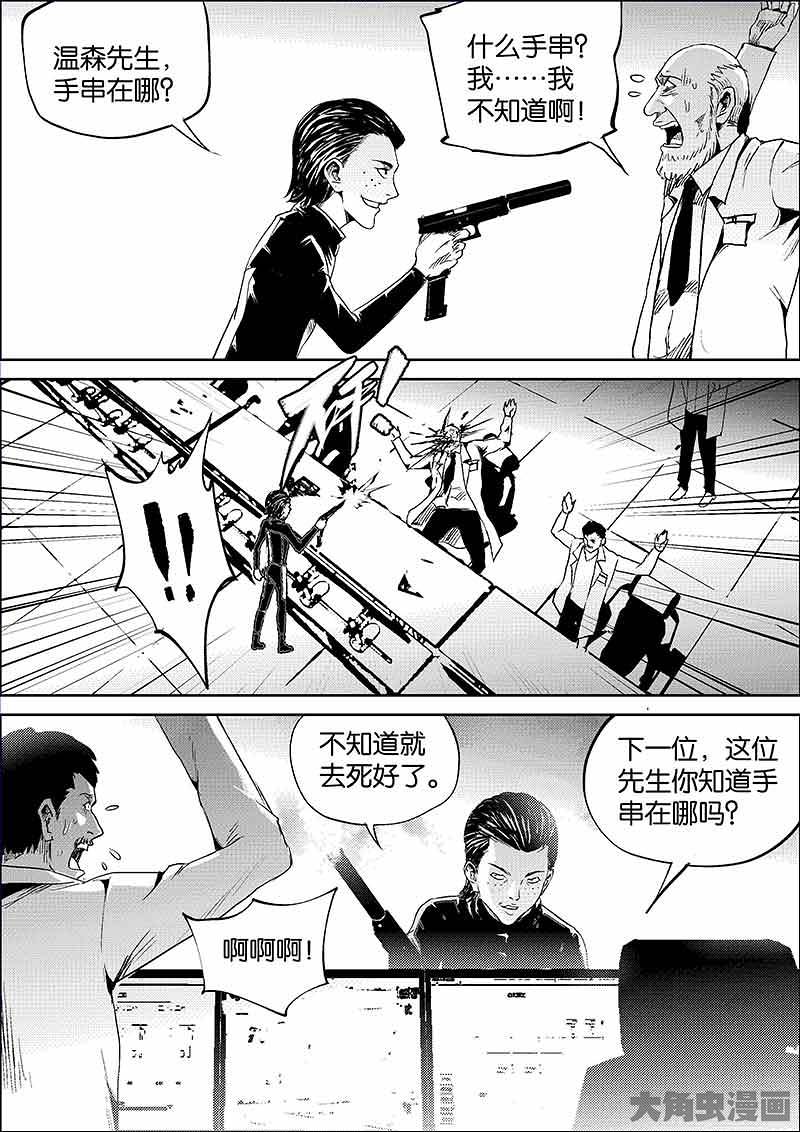 温森先生，
手串在哪？
什么手串？
我……我
不知道啊！
！！
不知道就
去死好了。
下一位，这位
先生你知道手
串在哪吗？
啊啊啊！
大角虫漫画